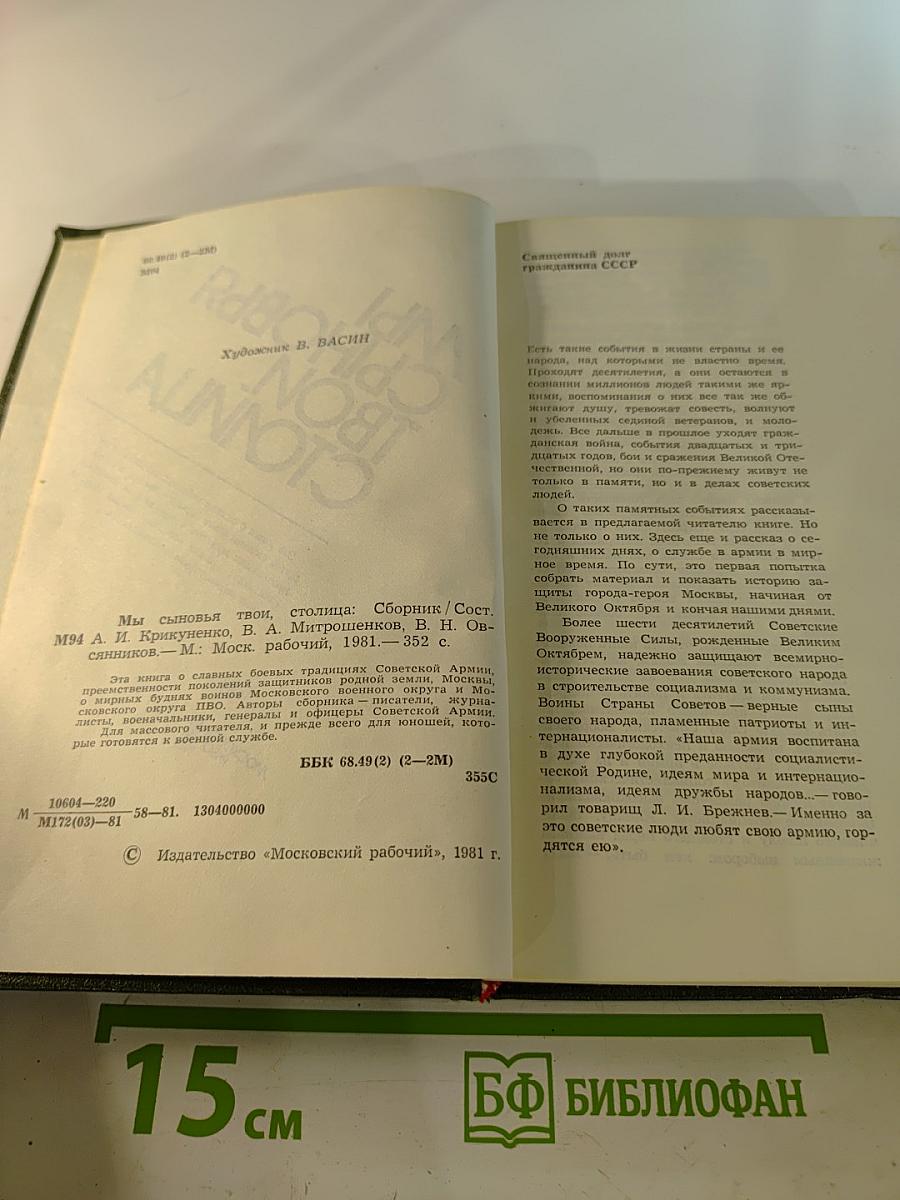 68.49(2) (2—2М)
М94
Художник В. ВАСИН
Мы сыновья твои, столица: Сборник / Сост.
М94 А. И. Крикуненко, В. А. Митрошенков, В. Н. Ов-
сянников.— М.: Моск. рабочий, 1981.— 352 с.
Эта книга о славных боевых традициях Советской Армии,
преемственности поколений защитников родной земли, Москвы,
о мирных буднях воинов Московского военного округа и Мо-
сковского округа ПВО. Авторы сборника — писатели, журна-
листы, военачальники, генералы и офицеры Советской Армии.
Для массового читателя, и прежде всего для юношей, кото-
рые готовятся к военной службе.
ББК 68.49(2) (2—2М)
355С
М 10604—220
М172(03)—81 58—81. 1304000000
© Издательство «Московский рабочий», 1981 г.
Священный долг
гражданина СССР
Есть такие события в жизни страны и ее
народа, над которыми не властно время.
Проходят десятилетия, а они остаются в
сознании миллионов людей такими же яр-
кими, воспоминания о них все так же об-
жигают душу, тревожат совесть, волнуют
и убеленных сединой ветеранов, и моло-
дежь. Все дальше в прошлое уходят граж-
данская война, события двадцатых и три-
дцатых годов, бои и сражения Великой Оте-
чественной, но они по-прежнему живут не
только в памяти, но и в делах советских
людей.
О таких памятных событиях рассказы-
вается в предлагаемой читателю книге. Но
не только о них. Здесь еще и рассказ о се-
годняшних днях, о службе в армии в мир-
ное время. По сути, это первая попытка
собрать материал и показать историю за-
щиты города-героя Москвы, начиная от
Великого Октября и кончая нашими днями.
Более шести десятилетий Советские
Вооруженные Силы, рожденные Великим
Октябрем, надежно защищают всемирно-
исторические завоевания советского народа
в строительстве социализма и коммунизма.
Воины Страны Советов — верные сыны
своего народа, пламенные патриоты и ин-
тернационалисты. «Наша армия воспитана
в духе глубокой преданности социалисти-
ческой Родине, идеям мира и интернацио-
нализма, идеям дружбы народов...— гово-
рил товарищ Л. И. Брежнев.— Именно за
это советские люди любят свою армию, гор-
дятся ею».
15 см
БФ БИБЛИОФАН